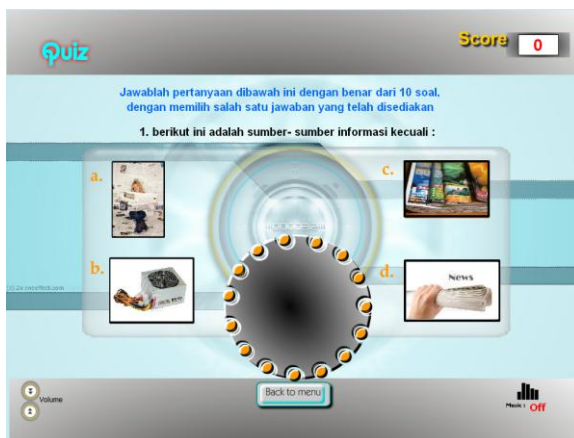 Quiz
Score 0
Jawablah pertanyaan dibawah ini dengan benar dari 10 soal,
dengan memilih salah satu jawaban yang telah disediakan
1. berikut ini adalah sumber- sumber informasi kecuali :
a.
c.
b.
d.
News
Volume
Back to menu
Music : Off